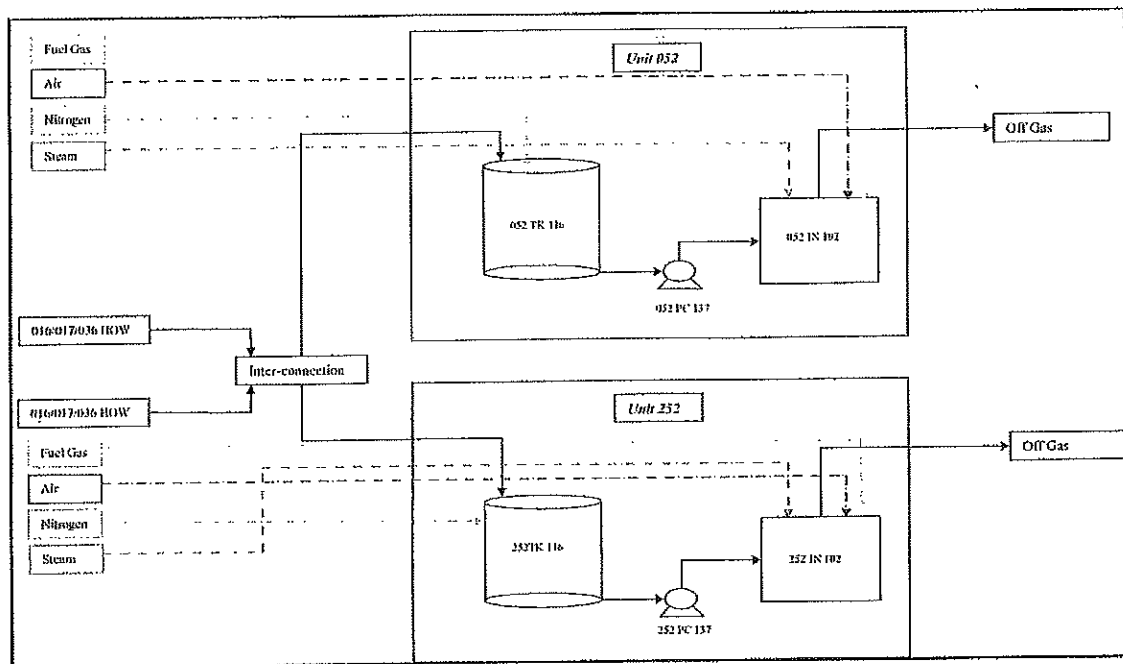 Fuel Gas
Air
Nitrogen
Steam
Unit 052
Off Gas
052 TK 116
052 IN 102
052 PC 137
016/017/036 HOW
Inter-connection
016/017/036 HOW
Unit 252
Fuel Gas
Air
Nitrogen
Steam
Off Gas
252TK 116
252 IN 102
252 PC 137